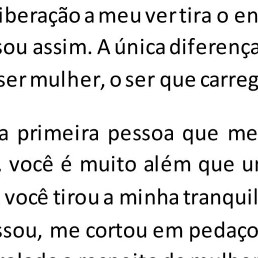 iberação a meu ver tira o en
sou assim. A única diferença
ser mulher, o ser que carreg
a primeira pessoa que me
. você é muito além que u
você tirou a minha tranquil
ssou, me cortou em pedaço